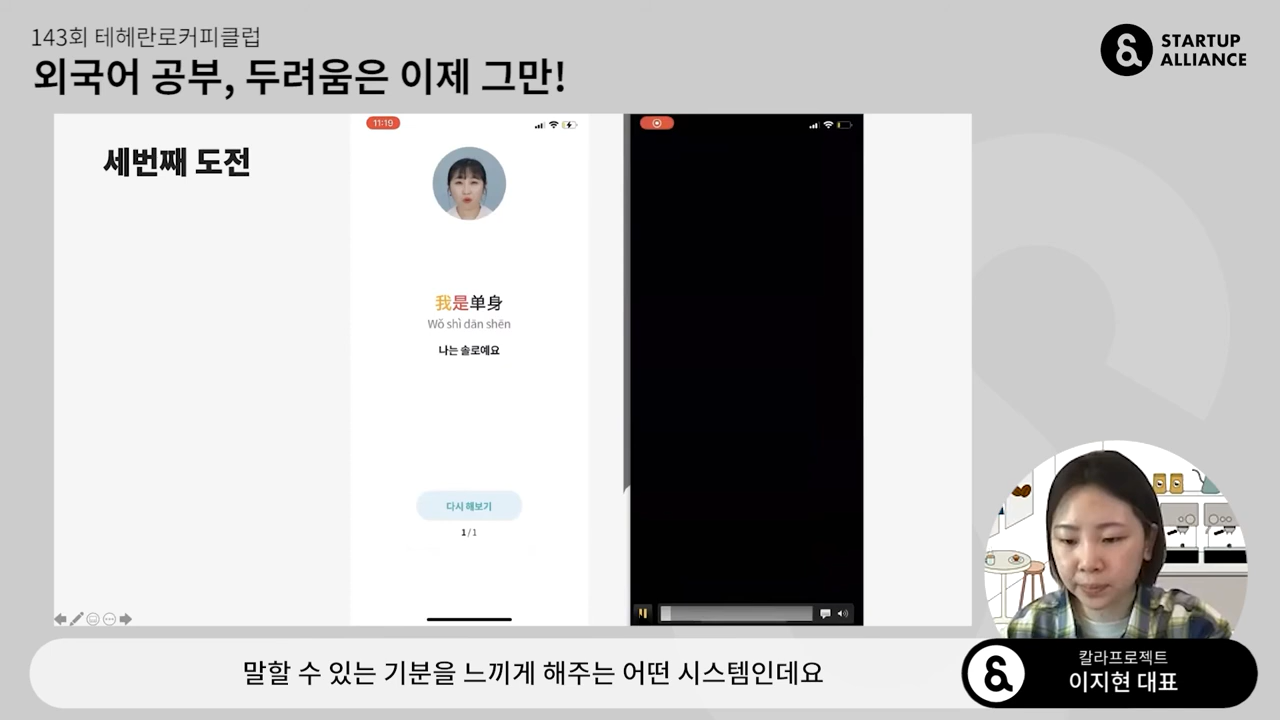 143회 테헤란로커피클럽
외국어 공부, 두려움은 이제 그만!
STARTUP
ALLIANCE
세번째 도전
11:19
我是单身
Wǒ shì dān shēn
나는 솔로예요
다시 해보기
1 / 1
말할 수 있는 기분을 느끼게 해주는 어떤 시스템인데요
칼라프로젝트
이지현 대표